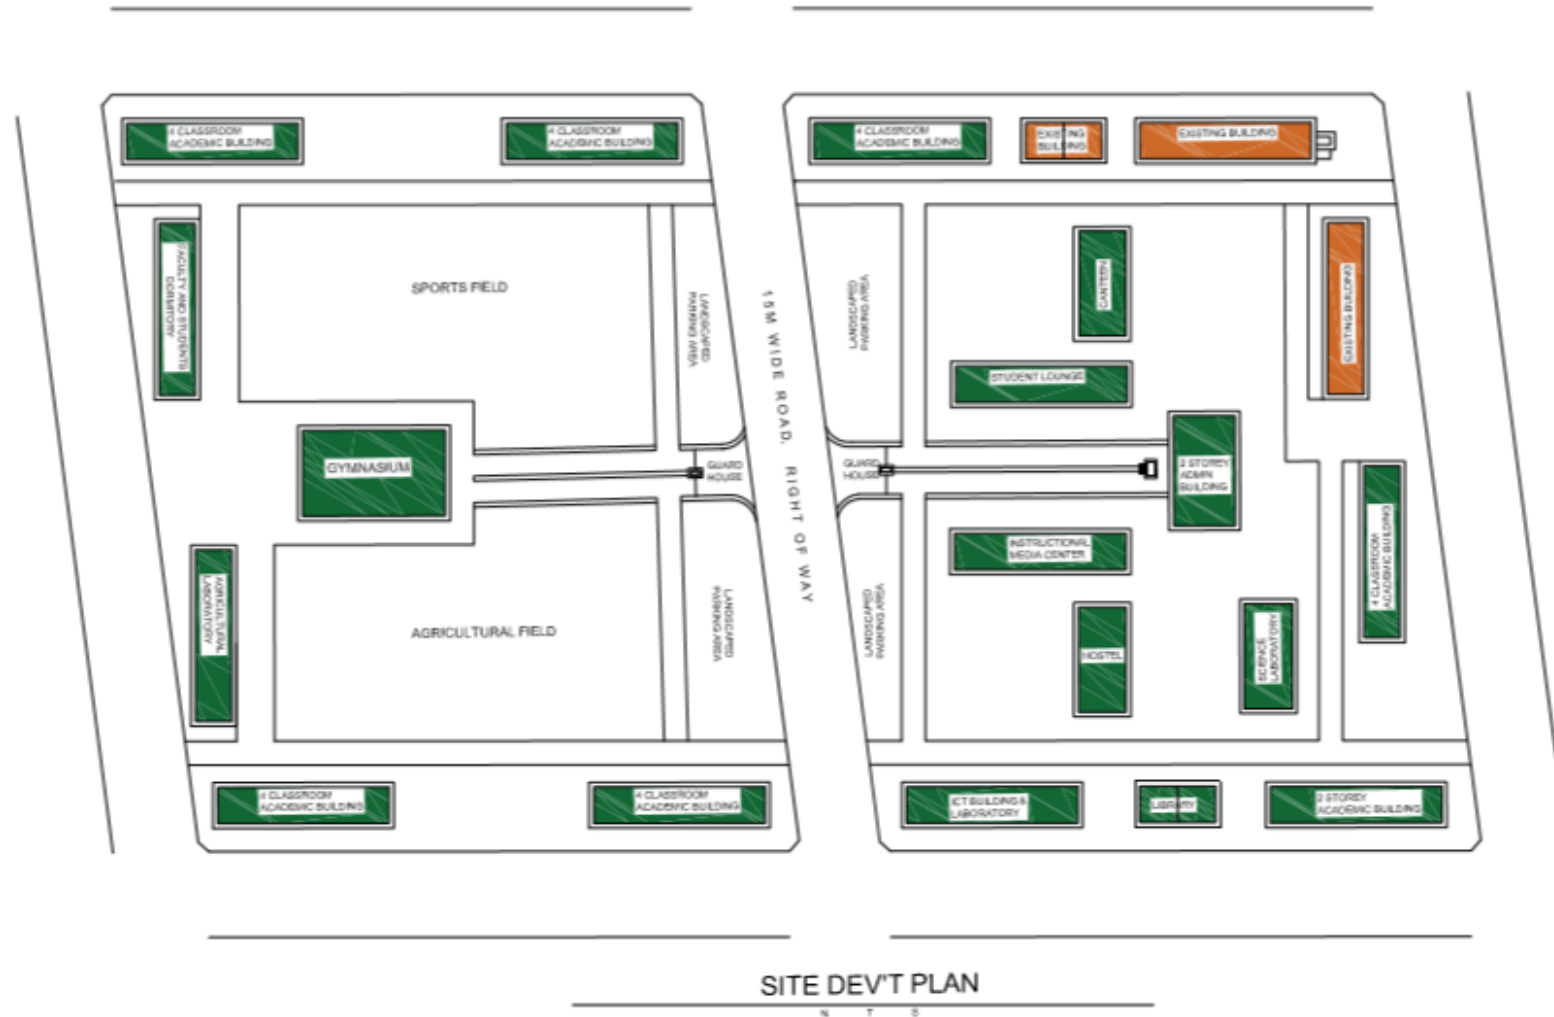 4 CLASSROOM
ACADEMIC BUILDING
4 CLASSROOM
ACADEMIC BUILDING
4 CLASSROOM
ACADEMIC BUILDING
EXISTING
BUILDING
EXISTING BUILDING
FACULTY AND STUDENTS
DORMITORY
SPORTS FIELD
LANDSCAPED
PARKING AREA
15M WIDE ROAD, RIGHT OF WAY
LANDSCAPED
PARKING AREA
CANTEEN
EXISTING BUILDING
STUDENT LOUNGE
GYMNASIUM
GUARD
HOUSE
GUARD
HOUSE
2 STOREY
ADMIN
BUILDING
4 CLASSROOM
ACADEMIC BUILDING
INSTRUCTIONAL
MEDIA CENTER
AGRICULTURAL
LABORATORY
AGRICULTURAL FIELD
LANDSCAPED
PARKING AREA
LANDSCAPED
PARKING AREA
HOSTEL
SCIENCE
LABORATORY
4 CLASSROOM
ACADEMIC BUILDING
4 CLASSROOM
ACADEMIC BUILDING
ICT BUILDING &
LABORATORY
LIBRARY
2 STOREY
ACADEMIC BUILDING
SITE DEV'T PLAN
N T S